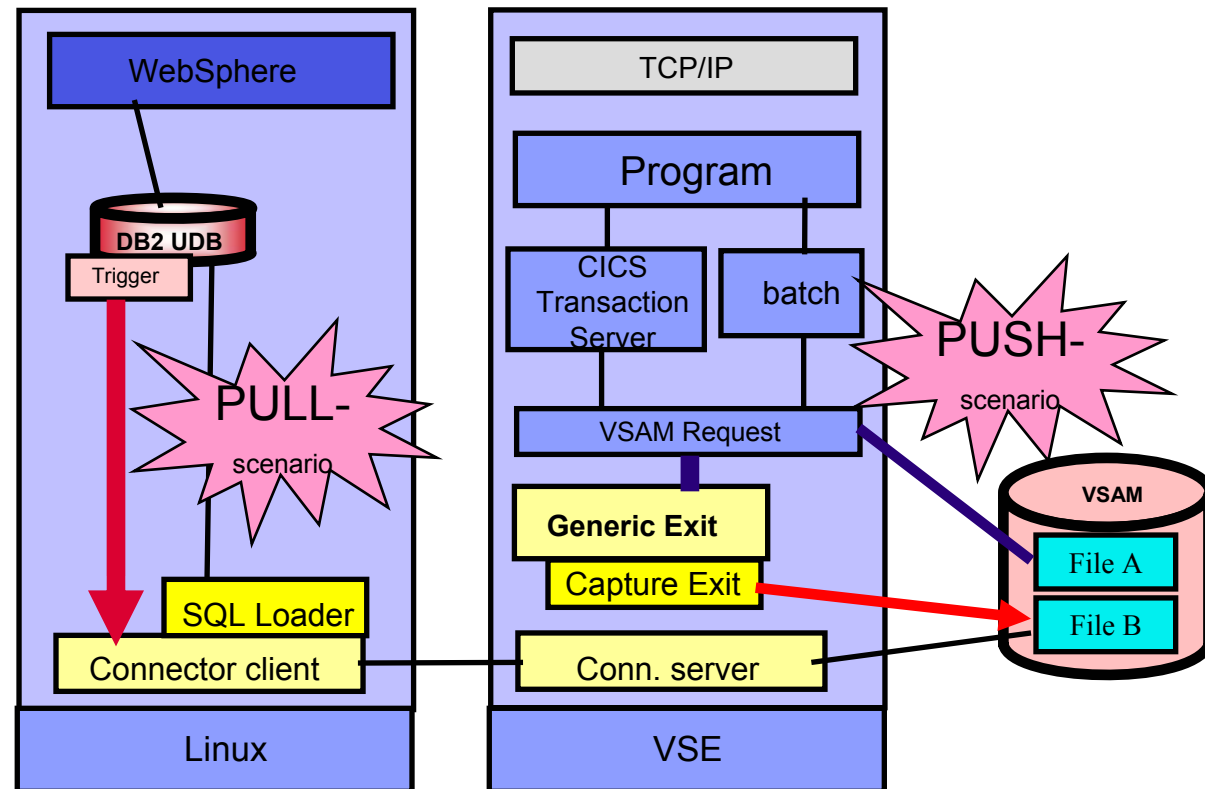 WebSphere
DB2 UDB
Trigger
PULL-
scenario
SQL Loader
Connector client
Linux
TCP/IP
Program
CICS
Transaction
Server
batch
PUSH-
scenario
VSAM Request
Generic Exit
Capture Exit
Conn. server
VSE
VSAM
File A
File B